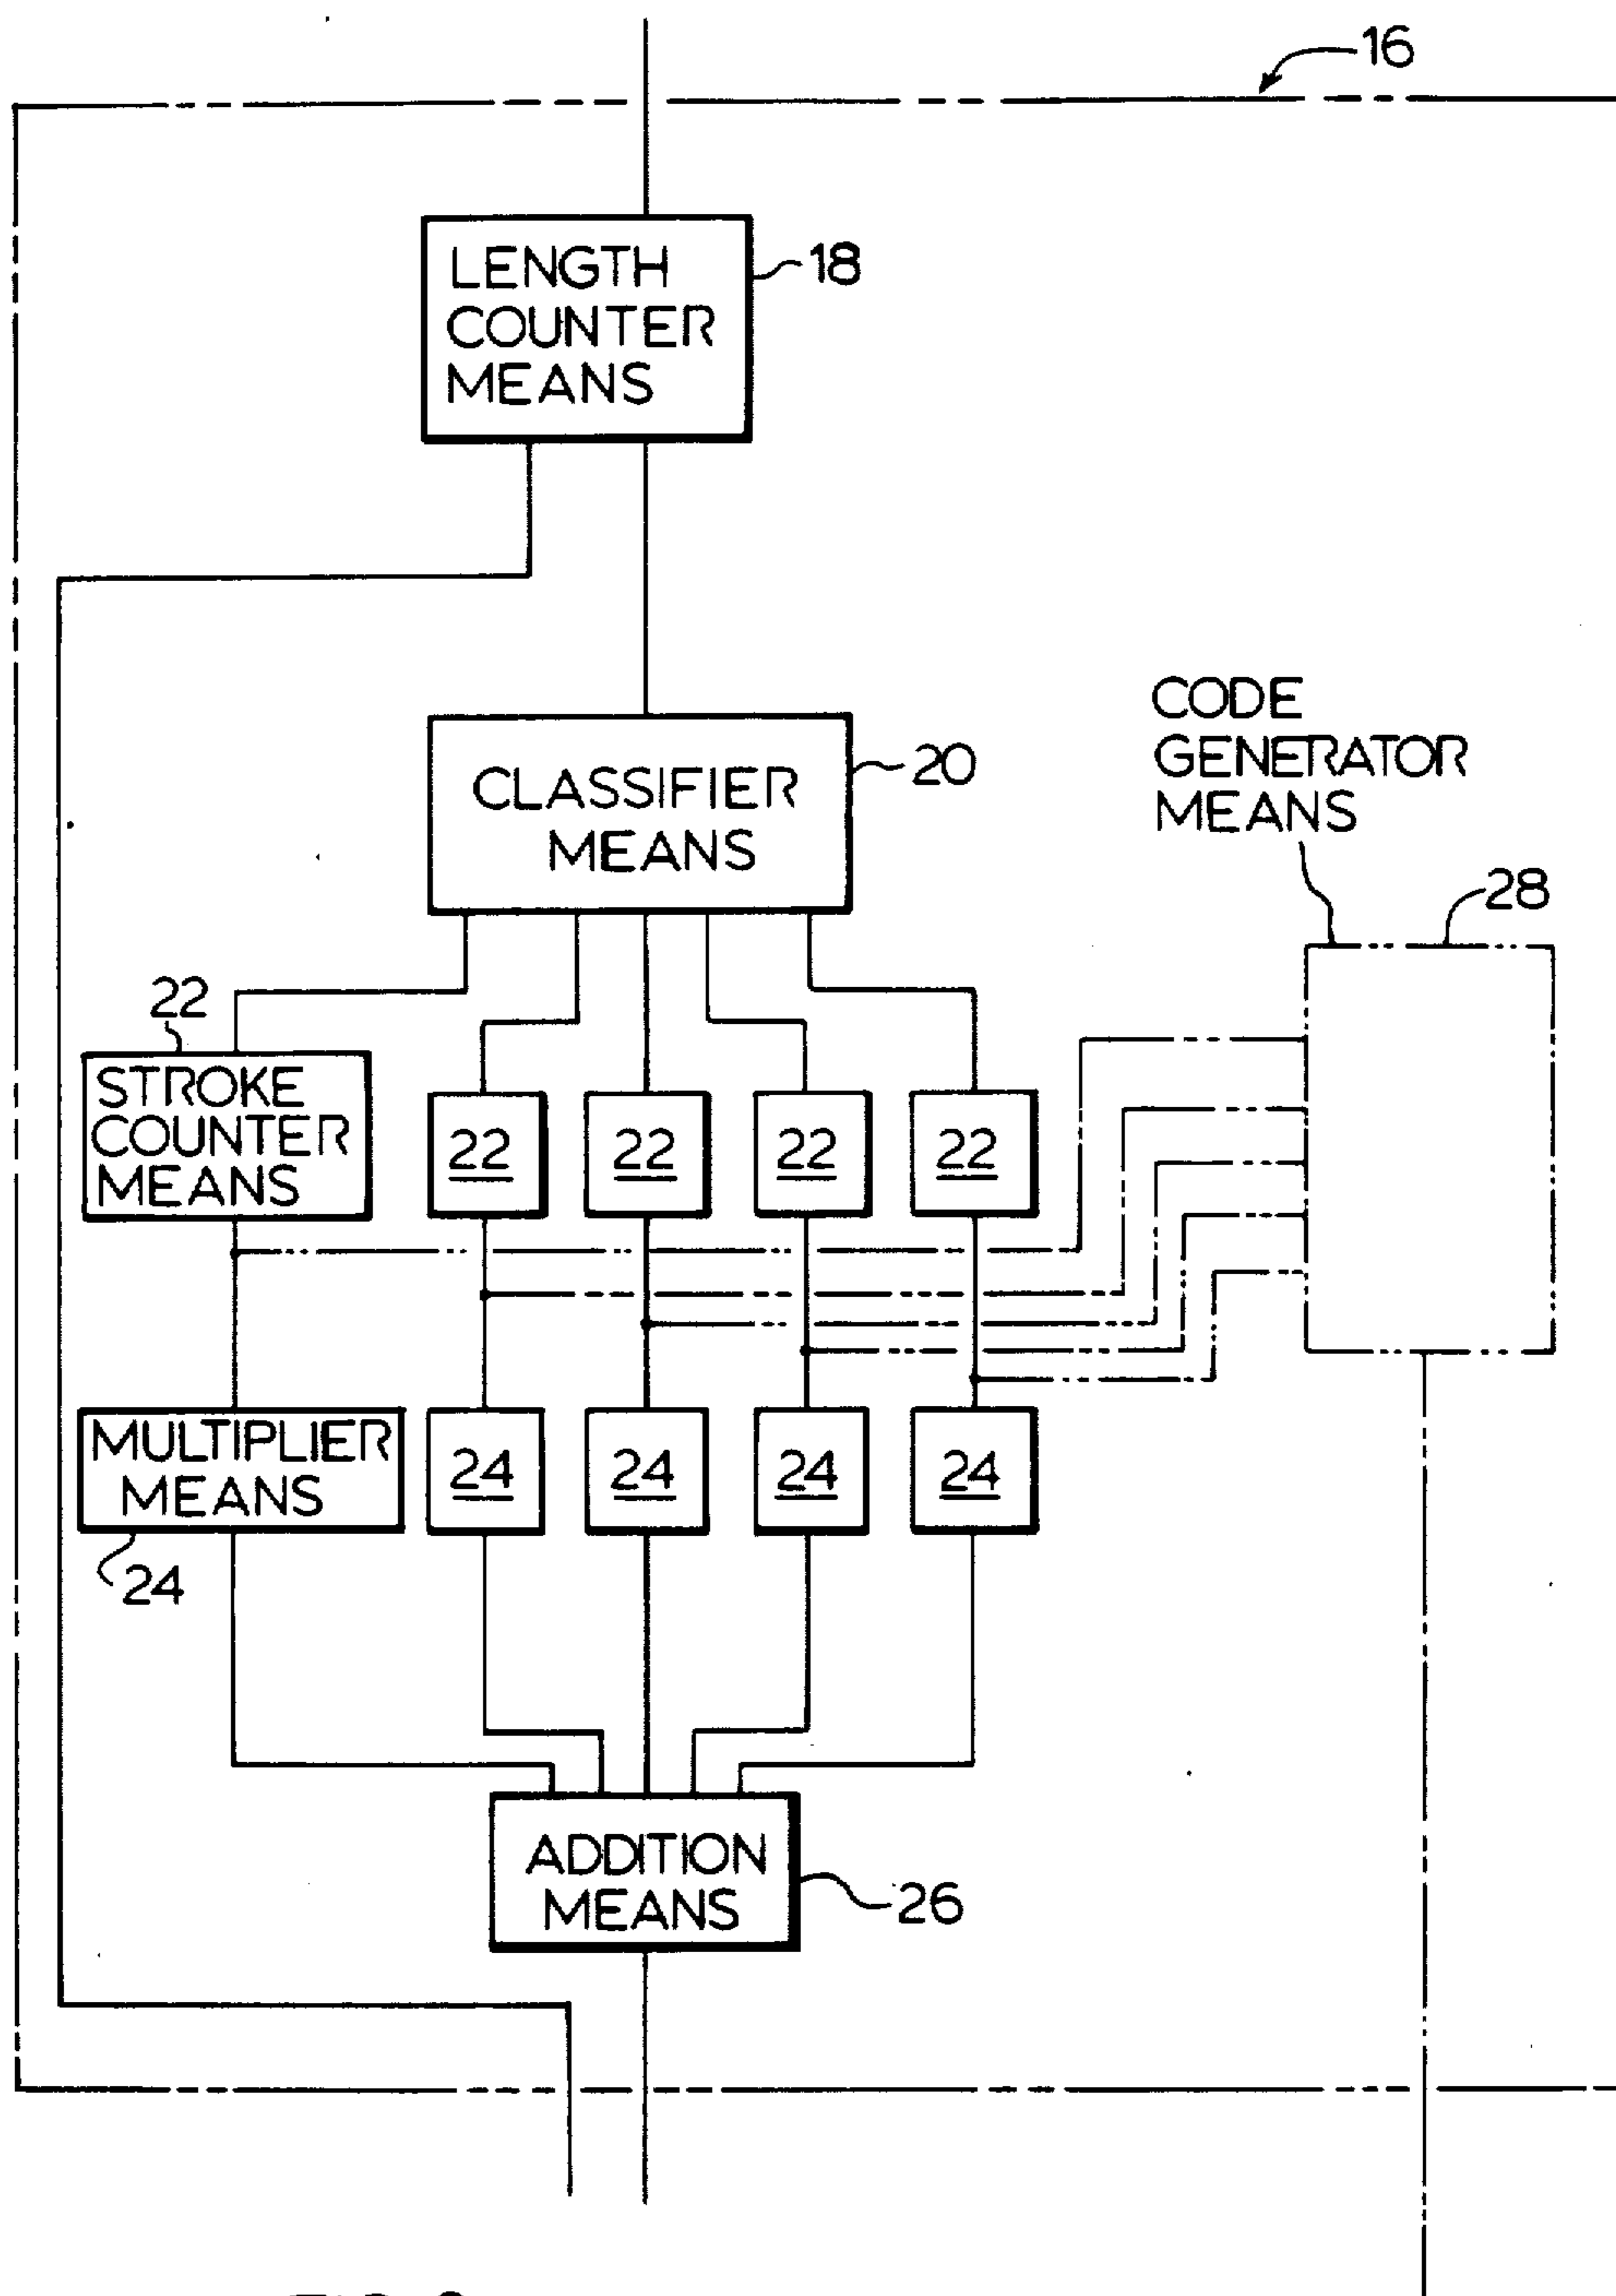 16
LENGTH
COUNTER
MEANS
18
CLASSIFIER
MEANS
20
CODE
GENERATOR
MEANS
28
22
STROKE
COUNTER
MEANS
22
22
22
22
MULTIPLIER
MEANS
24
24
24
24
24
ADDITION
MEANS
26